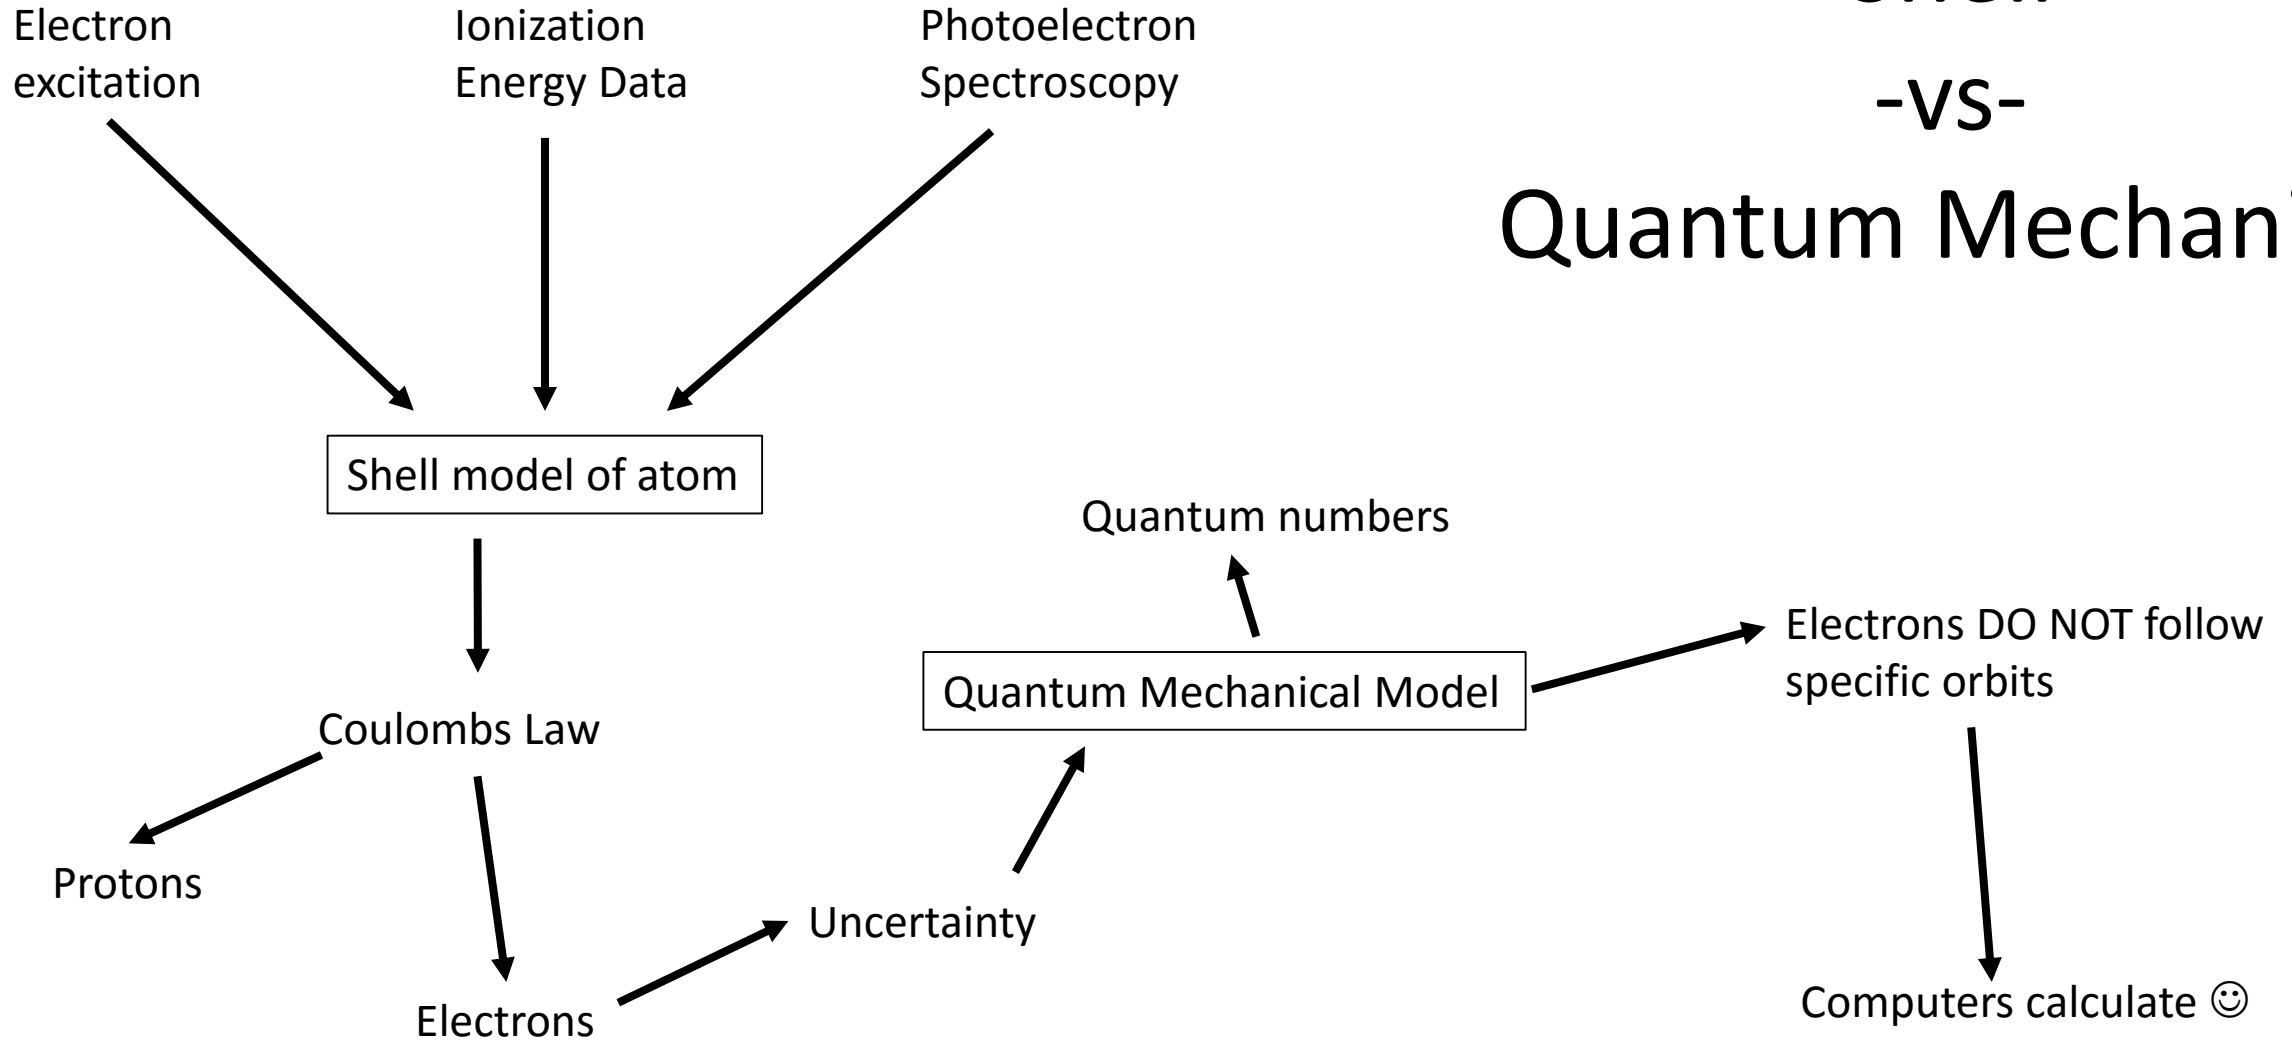 Electron
excitation
Ionization
Energy Data
Photoelectron
Spectroscopy
-vs-
Quantum
Shell model of atom
Quantum numbers
Electrons DO NOT follow
specific orbits
Quantum Mechanical Model
Coulombs Law
Protons
Uncertainty
Electrons
Computers calculate ☺